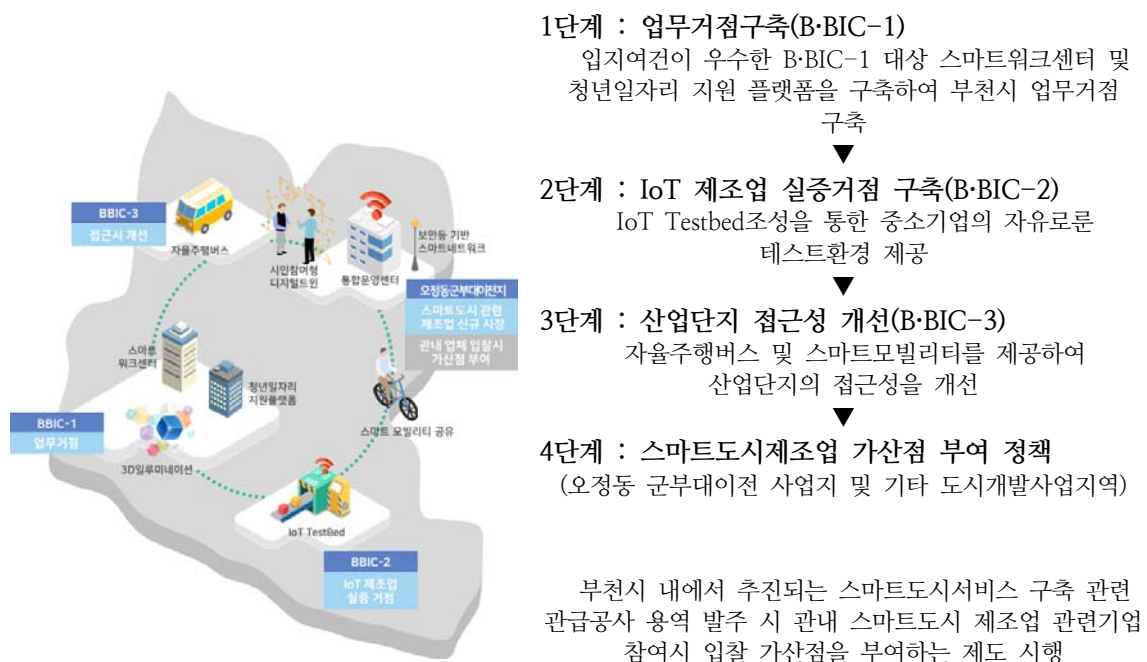 BBIC-3
접근시 개선
자율주행버스
시민참여형
디지털트윈
통합운영센터
보안등 기반
스마트네트워크
오정동군부대이전지
스마트도시 관련
제조업 신규 시장
관내 업체 입찰시
가산점 부여
스마트
워크센터
청년일자리
지원플랫폼
BBIC-1
업무거점
3D일루미네이션
스마트 모빌리티 공유
IoT TestBed
BBIC-2
IoT 제조업
실증 거점
1단계 : 업무거점구축(B·BIC-1)
입지여건이 우수한 B·BIC-1 대상 스마트워크센터 및
청년일자리 지원 플랫폼을 구축하여 부천시 업무거점
구축
▼
2단계 : IoT 제조업 실증거점 구축(B·BIC-2)
IoT Testbed조성을 통한 중소기업의 자유로룬
테스트환경 제공
▼
3단계 : 산업단지 접근성 개선(B·BIC-3)
자율주행버스 및 스마트모빌리티를 제공하여
산업단지의 접근성을 개선
▼
4단계 : 스마트도시제조업 가산점 부여 정책
(오정동 군부대이전 사업지 및 기타 도시개발사업지역)
부천시 내에서 추진되는 스마트도시서비스 구축 관련
관급공사 용역 발주 시 관내 스마트도시 제조업 관련기업
참여시 입찰 가산점을 부여하는 제도 시행